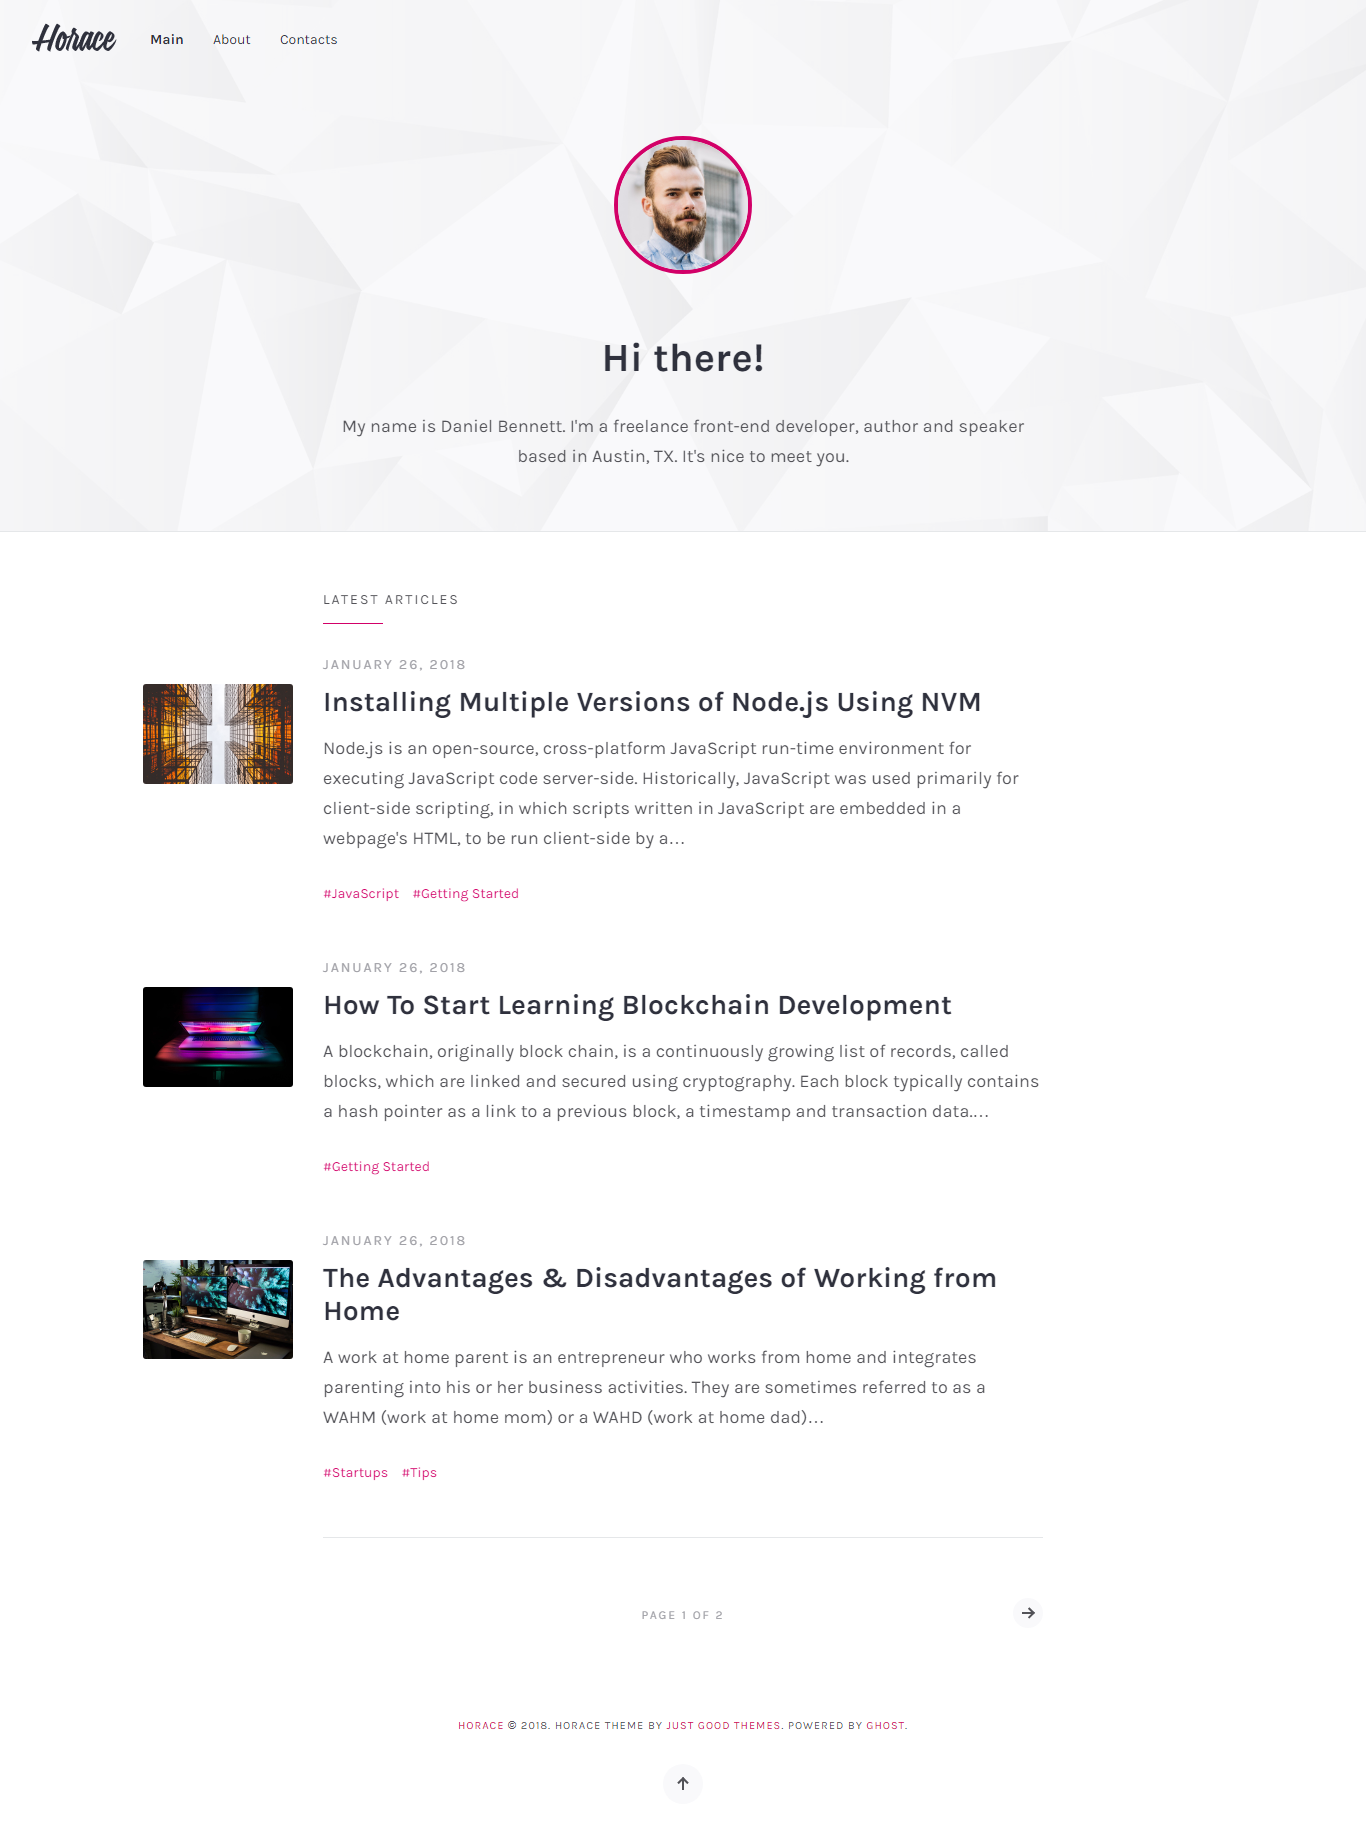 Horace
Main
About
Contacts
Hi there!
My name is Daniel Bennett. I'm a freelance front-end developer, author and speaker
based in Austin, TX. It's nice to meet you.
LATEST ARTICLES
JANUARY 26, 2018
Installing Multiple Versions of Node.js Using NVM
Node.js is an open-source, cross-platform JavaScript run-time environment for
executing JavaScript code server-side. Historically, JavaScript was used primarily for
client-side scripting, in which scripts written in JavaScript are embedded in a
webpage's HTML, to be run client-side by a…
#JavaScript #Getting Started
JANUARY 26, 2018
How To Start Learning Blockchain Development
A blockchain, originally block chain, is a continuously growing list of records, called
blocks, which are linked and secured using cryptography. Each block typically contains
a hash pointer as a link to a previous block, a timestamp and transaction data.…
#Getting Started
JANUARY 26, 2018
The Advantages & Disadvantages of Working from
Home
A work at home parent is an entrepreneur who works from home and integrates
parenting into his or her business activities. They are sometimes referred to as a
WAHM (work at home mom) or a WAHD (work at home dad)…
#Startups #Tips
PAGE 1 OF 2
HORACE © 2018. HORACE THEME BY JUST GOOD THEMES. POWERED BY GHOST.